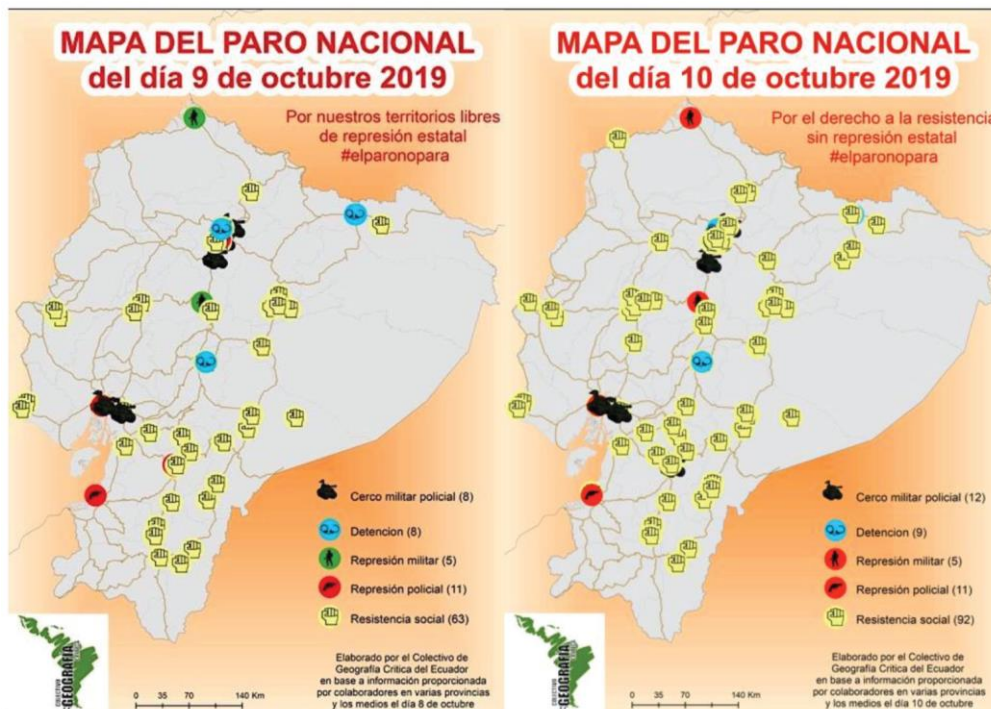 MAPA DEL PARO NACIONAL
del día 9 de octubre 2019
Por nuestros territorios libres
de represión estatal
#elparonopara
Cerco militar policial (8)
Detencion (8)
Represión militar (5)
Represión policial (11)
Resistencia social (63)
Elaborado por el Colectivo de
Geografía Crítica del Ecuador
en base a información proporcionada
por colaboradores en varias provincias
y los medios el día 8 de octubre
0 35 70 140 Km
COLECTIVO
GEOGRAFÍA
CRÍTICA
MAPA DEL PARO NACIONAL
del día 10 de octubre 2019
Por el derecho a la resistencia
sin represión estatal
#elparonopara
Cerco militar policial (12)
Detencion (9)
Represión militar (5)
Represión policial (11)
Resistencia social (92)
Elaborado por el Colectivo de
Geografía Crítica del Ecuador
en base a información proporcionada
por colaboradores en varias provincias
y los medios el día 10 de octubre
0 35 70 140 Km
COLECTIVO
GEOGRAFÍA
CRÍTICA